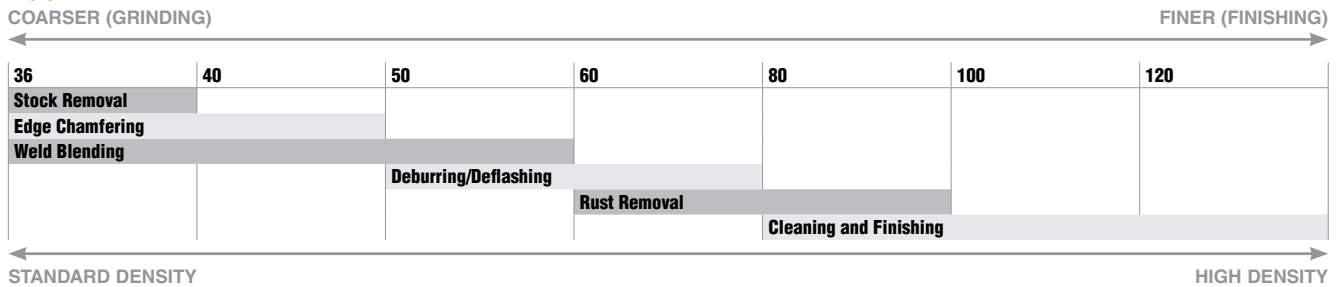 COARSER (GRINDING) FINER (FINISHING)
36 40 50 60 80 100 120
Stock Removal
Edge Chamfering
Weld Blending
Deburring/Deflashing
Rust Removal
Cleaning and Finishing
STANDARD DENSITY HIGH DENSITY